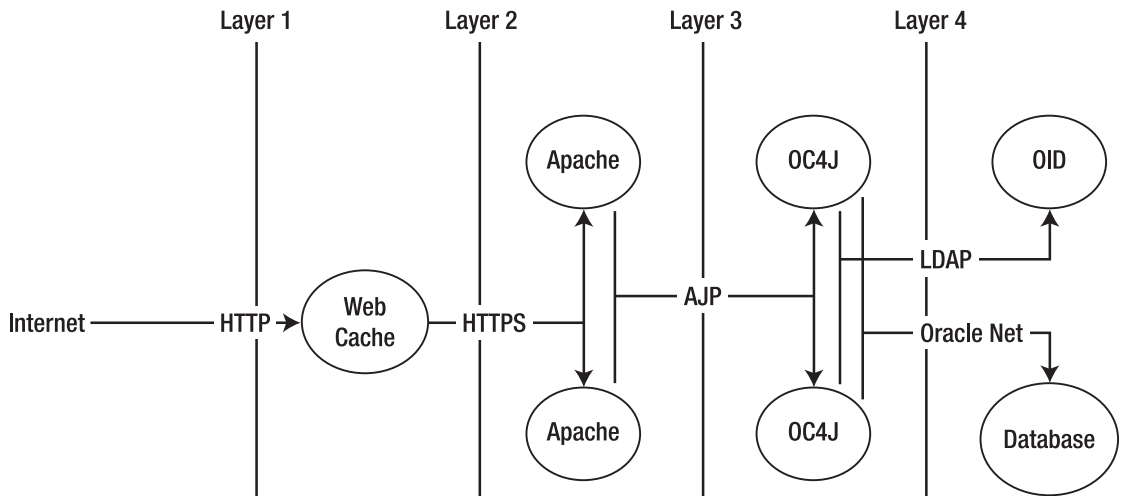 Layer 1
Layer 2
Layer 3
Layer 4
Apache
OC4J
OID
LDAP
AJP
Internet
HTTP
Web
Cache
HTTPS
Oracle Net
Apache
OC4J
Database